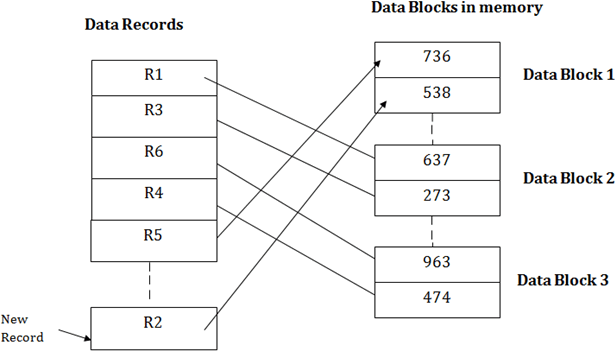 Data Records
Data Blocks in memory
R1
R3
R6
R4
R5
R2
New
Record
736
538
Data Block 1
637
273
Data Block 2
963
474
Data Block 3